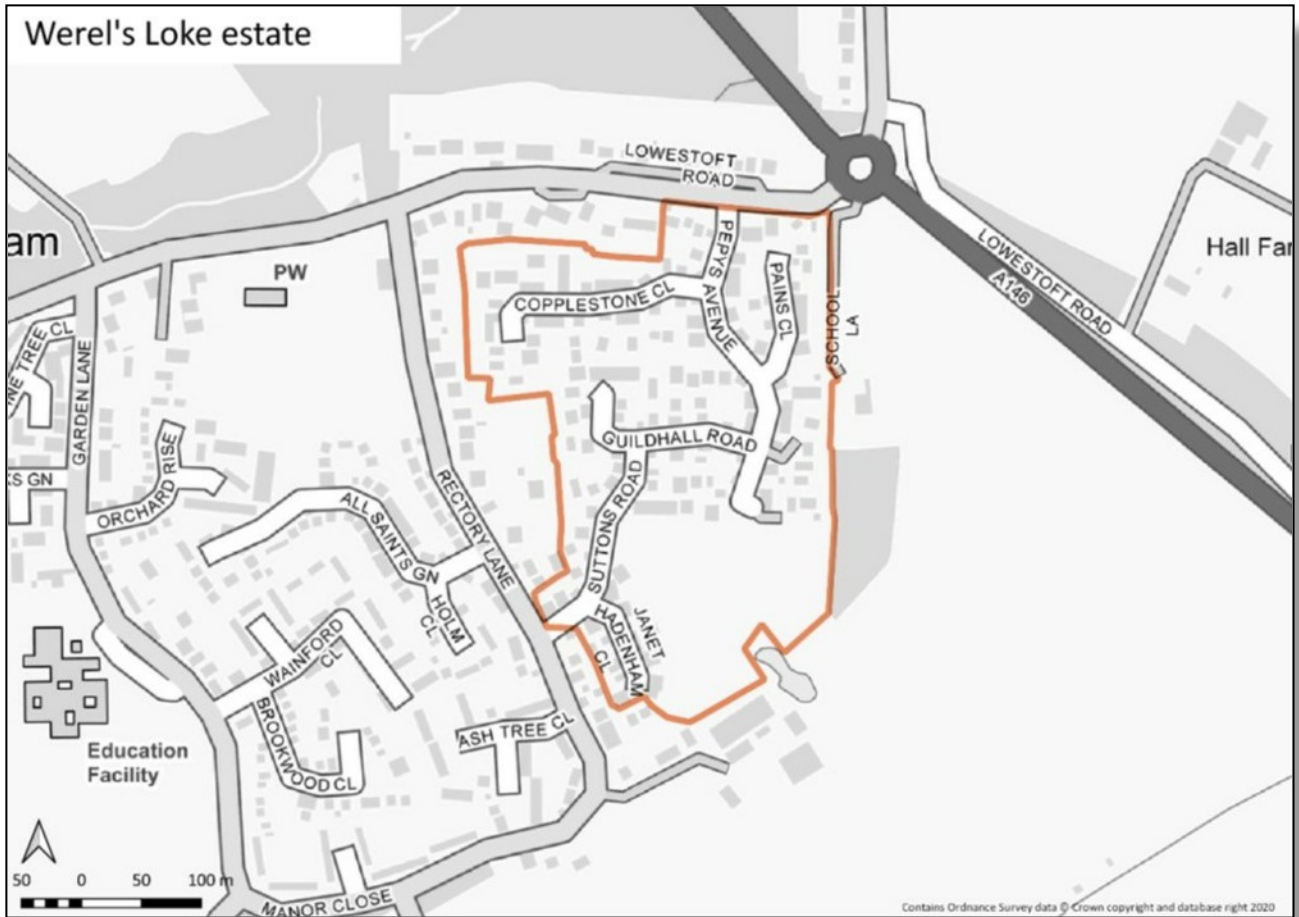 Werel's Loke estate
LOWESTOFT
ROAD
am
PW
COPPLESTONE CL
PEPYS AVENUE
PAINS CL
SCHOOL
LA
LOWESTOFT ROAD
A146
Hall Far
NE TREE CL
GARDEN LANE
KS GN
ORCHARD RISE
GUILDHALL ROAD
SUTTONS ROAD
RECTORY LANE
ALL SAINTS GN
HOLM
CL
JANET
HADENHAM
CL
WAINFORD
CL
BROOKWOOD CL
ASH TREE CL
Education
Facility
MANOR CLOSE
50 0 50 100 m
Contains Ordnance Survey data © Crown copyright and database right 2020